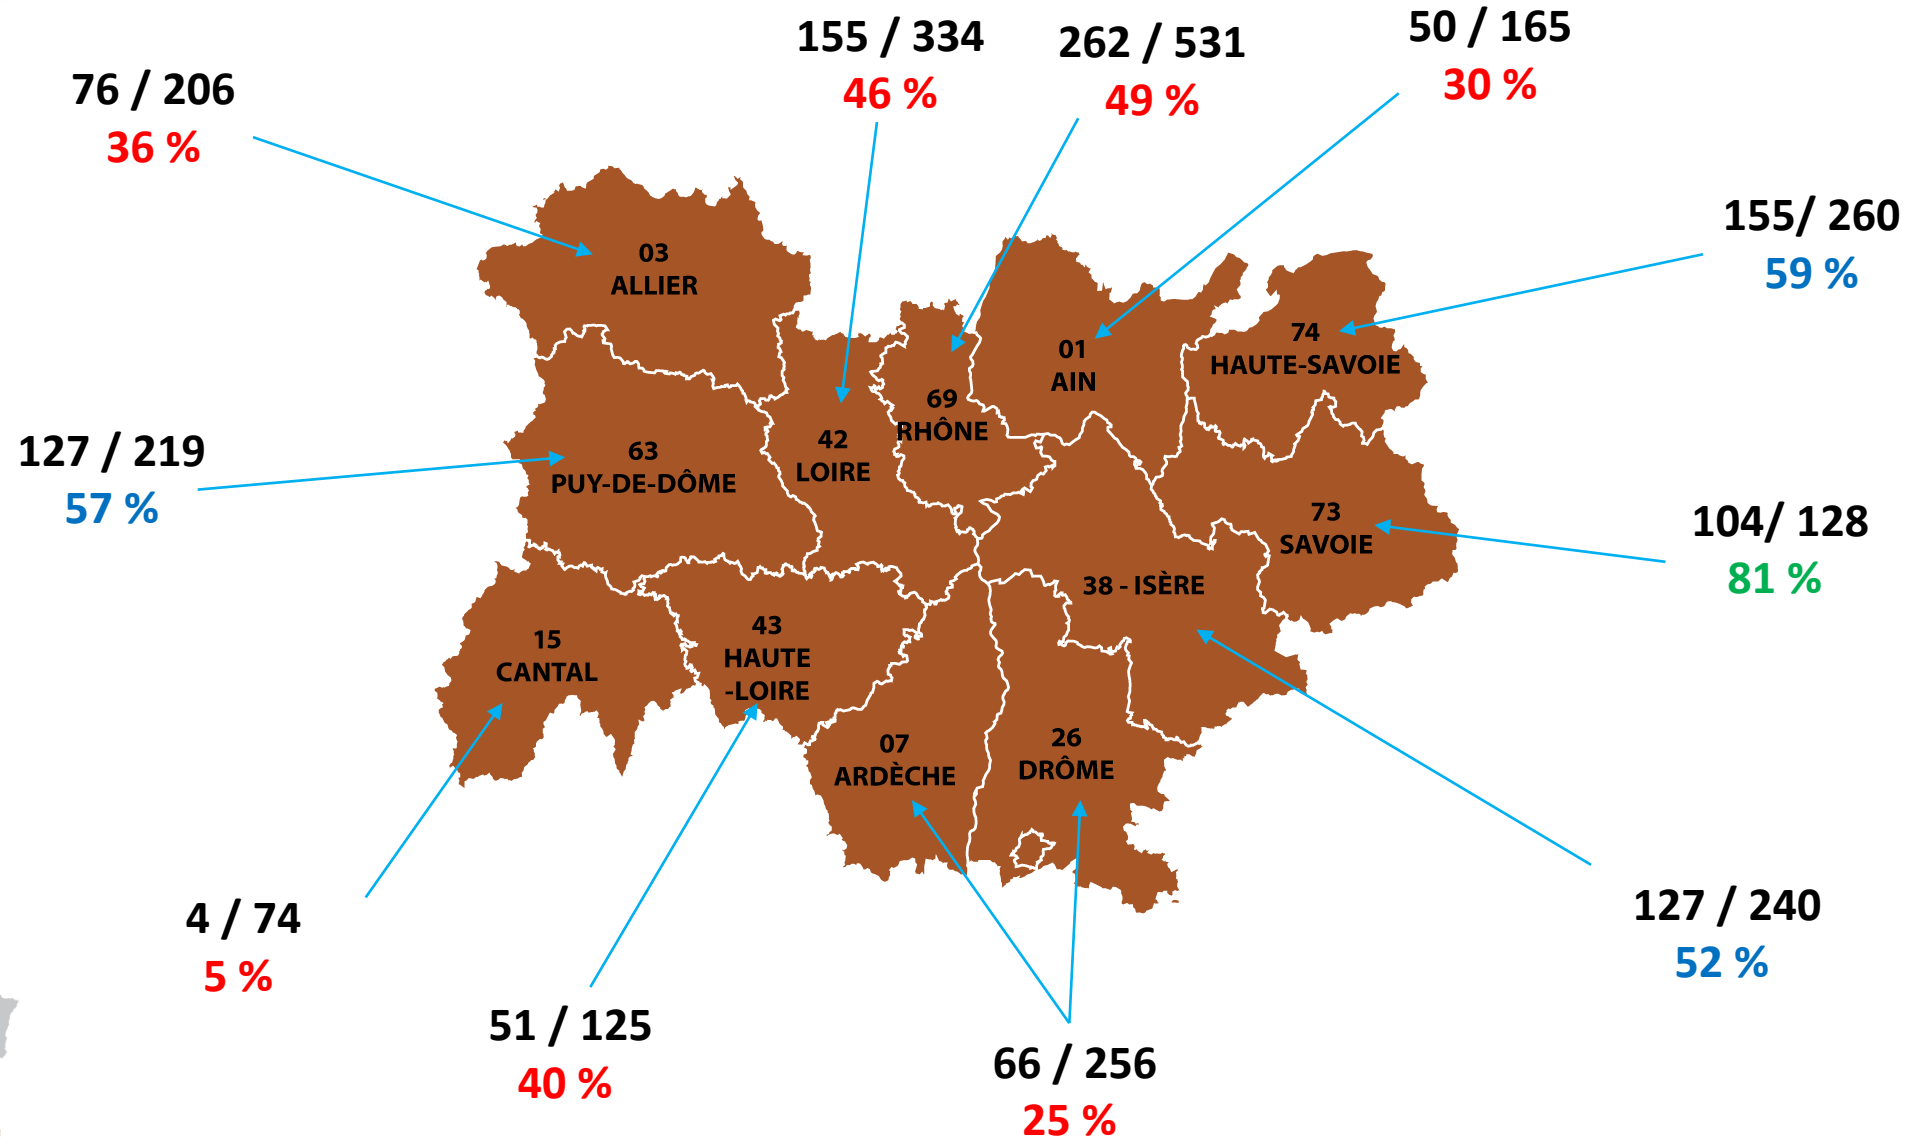 155 / 334
46 %
262 / 531
49 %
50 / 165
30 %
76 / 206
36 %
155/ 260
59 %
03
ALLIER
01
AIN
74
HAUTE-SAVOIE
69
RHÔNE
42
LOIRE
63
PUY-DE-DÔME
127 / 219
57 %
73
SAVOIE
104/ 128
81 %
38 - ISÈRE
15
CANTAL
43
HAUTE
-LOIRE
07
ARDÈCHE
26
DRÔME
4 / 74
5 %
51 / 125
40 %
66 / 256
25 %
127 / 240
52 %